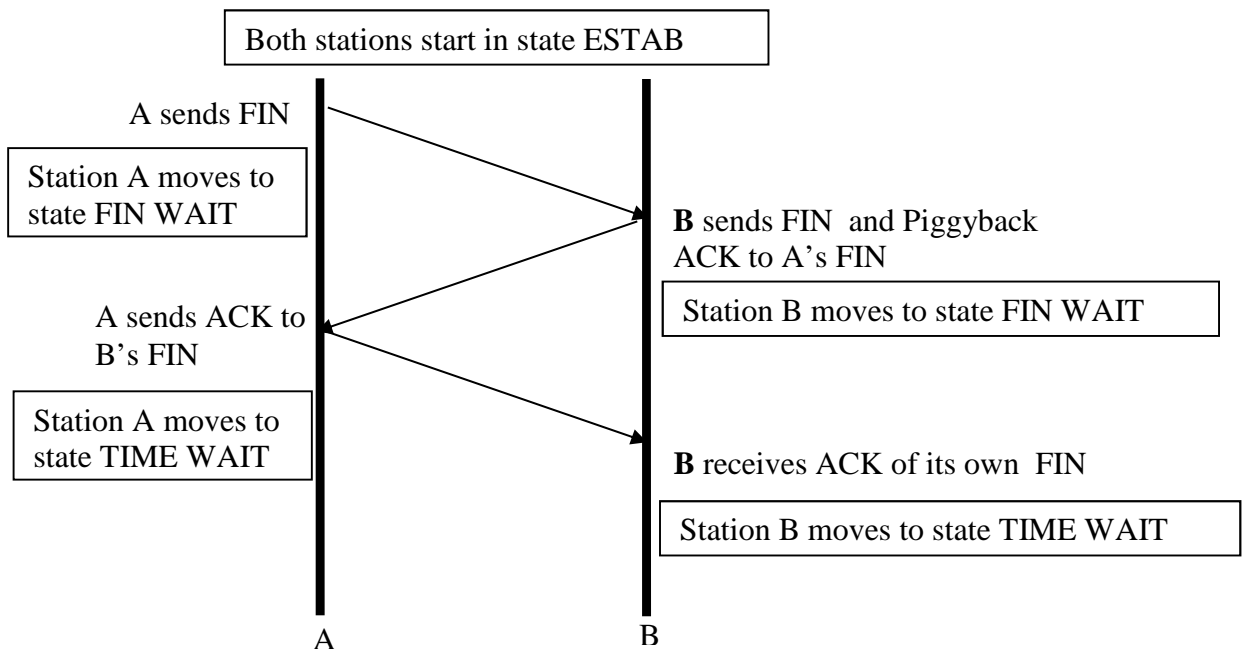 Both stations start in state ESTAB
A sends FIN
Station A moves to
state FIN WAIT
B sends FIN and Piggyback
ACK to A’s FIN
Station B moves to state FIN WAIT
A sends ACK to
B’s FIN
Station A moves to
state TIME WAIT
B receives ACK of its own FIN
Station B moves to state TIME WAIT
A
B